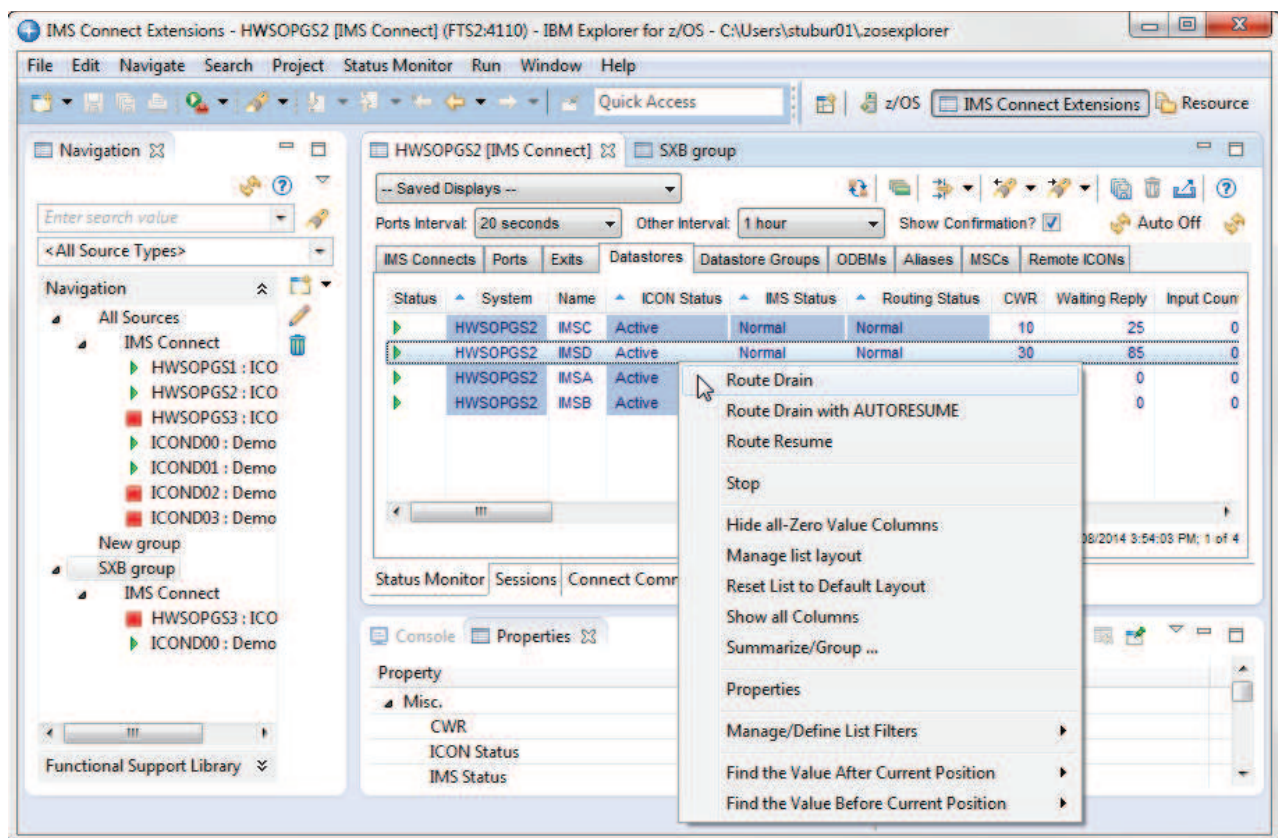 IMS Connect Extensions - HWSOPGS2 [IMS Connect] (FTS2:4110) - IBM Explorer for z/OS - C:\Users\stubur01\.zosexplorer
File Edit Navigate Search Project Status Monitor Run Window Help
Quick Access z/OS IMS Connect Extensions Resource
Navigation
Enter search value
<All Source Types>
Navigation
All Sources
IMS Connect
HWSOPGS1 : ICO
HWSOPGS2 : ICO
HWSOPGS3 : ICO
ICOND00 : Demo
ICOND01 : Demo
ICOND02 : Demo
ICOND03 : Demo
New group
SXB group
IMS Connect
HWSOPGS3 : ICO
ICOND00 : Demo
Functional Support Library
HWSOPGS2 [IMS Connect] SXB group
-- Saved Displays --
Ports Interval: 20 seconds Other Interval: 1 hour Show Confirmation? Auto Off
IMS Connects Ports Exits Datastores Datastore Groups ODBMs Aliases MSCs Remote ICONs
Status System Name ICON Status IMS Status Routing Status CWR Waiting Reply Input Coun
HWSOPGS2 IMSC Active Normal Normal 10 25 0
HWSOPGS2 IMSD Active Normal Normal 30 85 0
HWSOPGS2 IMSA Active 0 0
HWSOPGS2 IMSB Active 0 0
08/2014 3:54:03 PM; 1 of 4
Status Monitor Sessions Connect Comr
Console Properties
Property
Misc.
CWR
ICON Status
IMS Status
Route Drain
Route Drain with AUTORESUME
Route Resume
Stop
Hide all-Zero Value Columns
Manage list layout
Reset List to Default Layout
Show all Columns
Summarize/Group ...
Properties
Manage/Define List Filters
Find the Value After Current Position
Find the Value Before Current Position